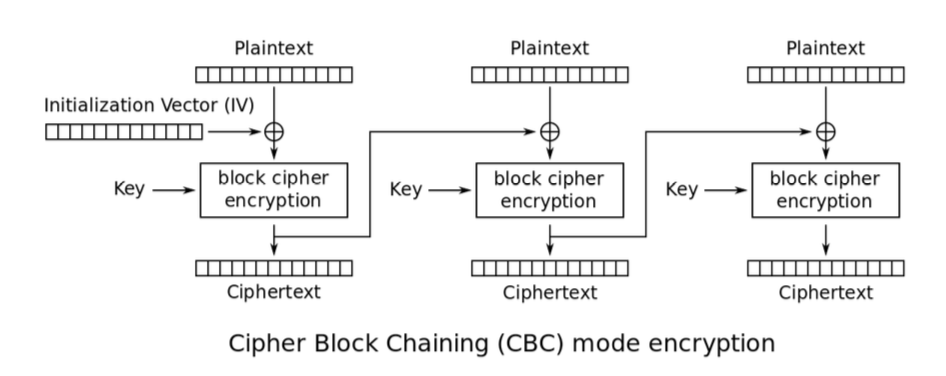 Plaintext
Plaintext
Plaintext
Initialization Vector (IV)
Key
block cipher
encryption
Key
block cipher
encryption
Key
block cipher
encryption
Ciphertext
Ciphertext
Ciphertext
Cipher Block Chaining (CBC) mode encryption